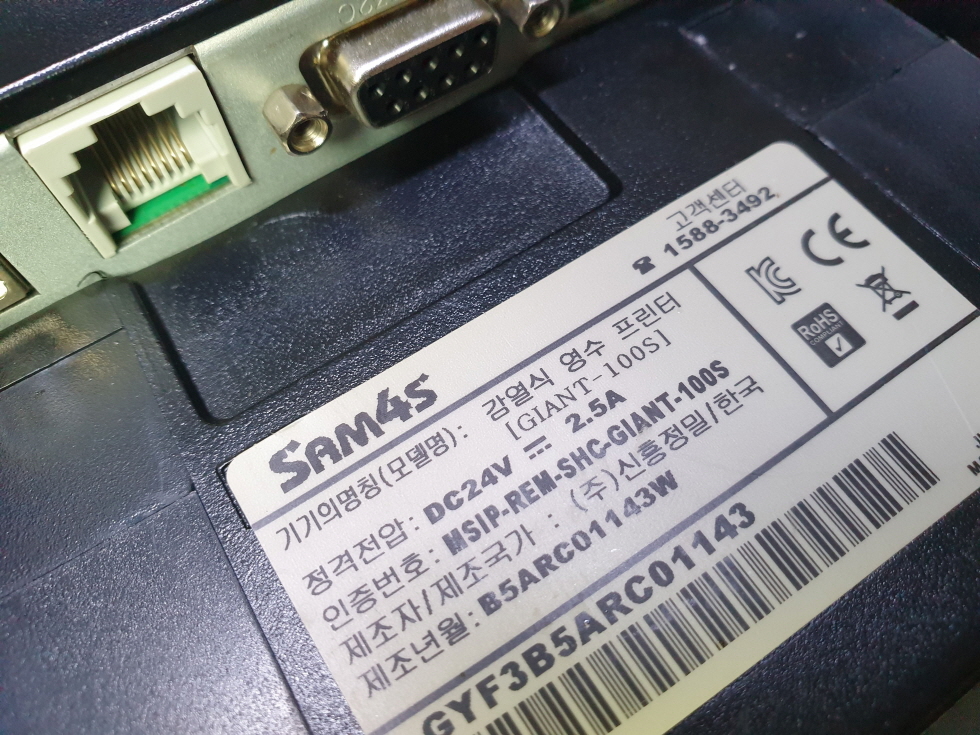 고객센터
☎ 1588-3492
SAM4S
기기의명칭(모델명): 감열식 영수 프린터
[GIANT-100S]
정격전압: DC24V ⎓ 2.5A
인증번호: MSIP-REM-SHC-GIANT-100S
제조자/제조국가 : (주)신흥정밀/한국
제조년월: B5ARC01143W
GYF3B5ARC01143
CE
RoHS
COMPLIANT